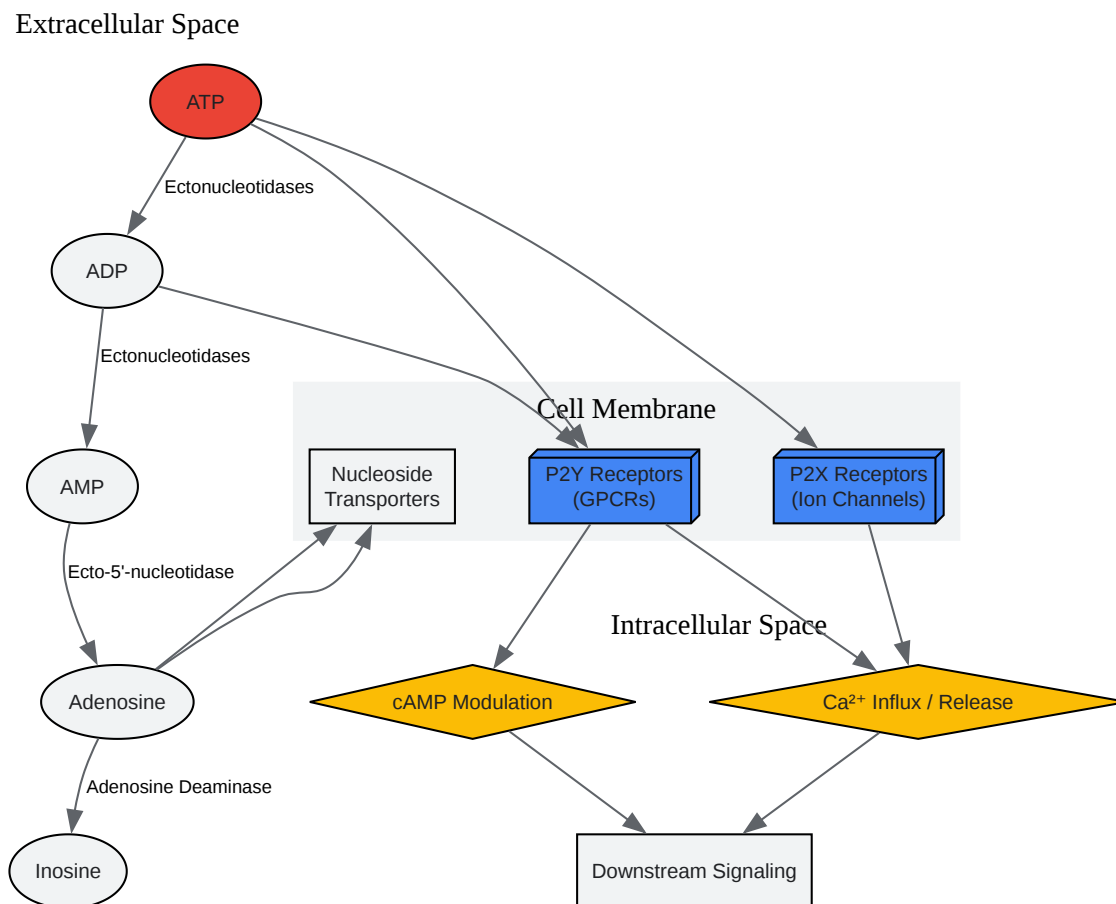 Extracellular Space
ATP
Ectonucleotidases
ADP
Ectonucleotidases
Cell Membrane
AMP
Nucleoside
Transporters
P2Y Receptors
(GPCRs)
P2X Receptors
(Ion Channels)
Ecto-5'-nucleotidase
Intracellular Space
Adenosine
cAMP Modulation
Ca²⁺ Influx / Release
Adenosine Deaminase
Inosine
Downstream Signaling